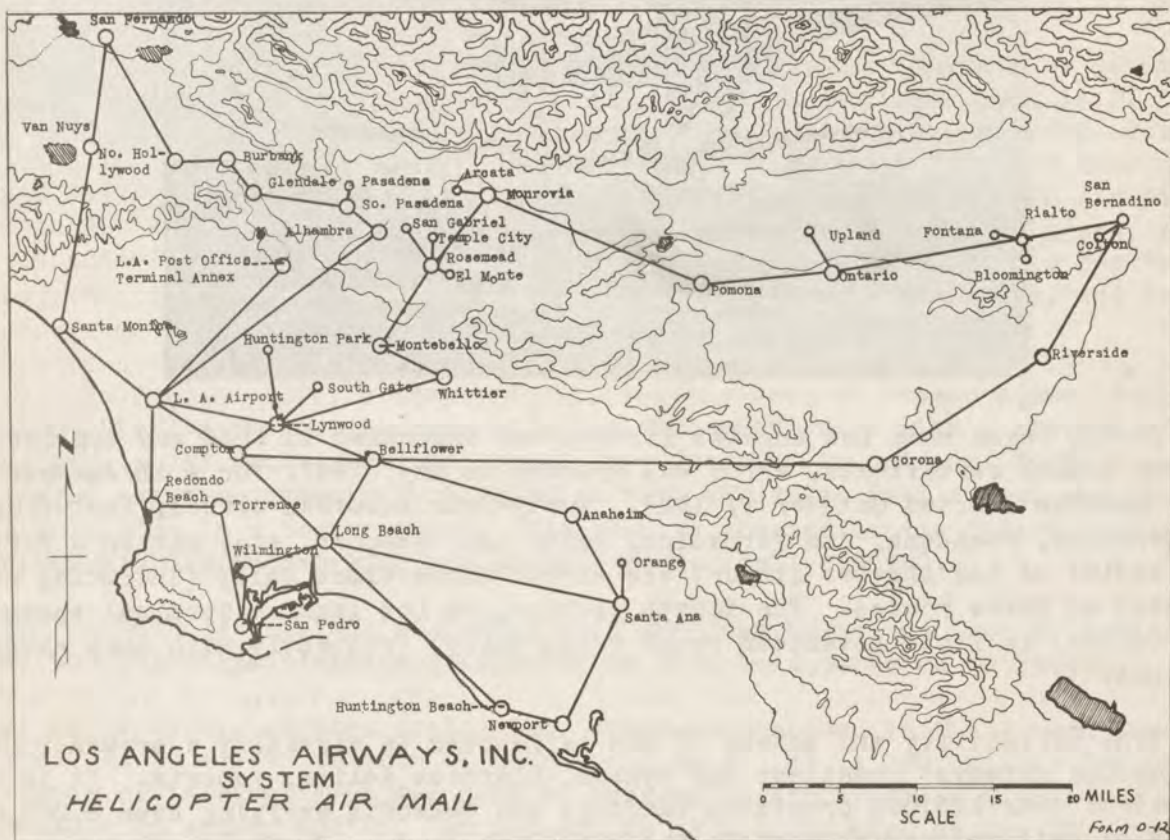 San Fernando
Van Nuys
No. Hol-
lywood
Burbank
Glendale
Pasadena
So. Pasadena
Arcata
Monrovia
San
Bernadino
Alhambra
San Gabriel
Temple City
Rosemead
El Monte
L.A. Post Office
Terminal Annex
Upland
Ontario
Pomona
Fontana
Rialto
Colton
Bloomington
Santa Monica
Huntington Park
Montebello
Riverside
L. A. Airport
South Gate
Whittier
Lynwood
N
Compton
Bellflower
Corona
Redondo
Beach
Torrense
Long Beach
Anaheim
Wilmington
Orange
San Pedro
Santa Ana
Huntington Beach
Newport
LOS ANGELES AIRWAYS, INC.
SYSTEM
HELICOPTER AIR MAIL
0 5 10 15 20 MILES
SCALE